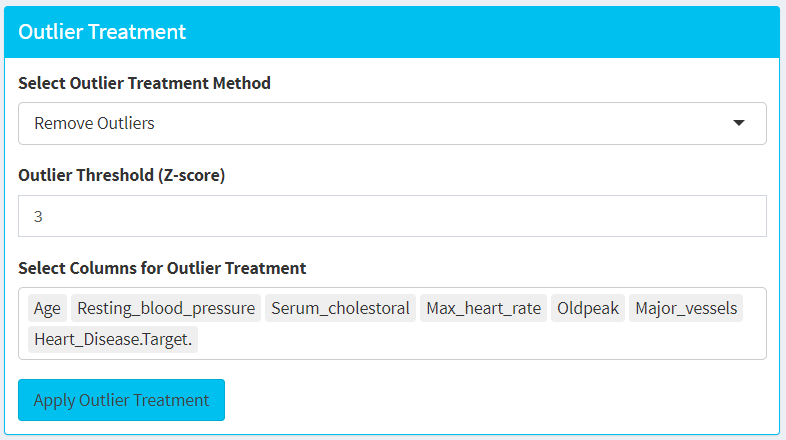 Outlier Treatment
Select Outlier Treatment Method
Remove Outliers
Outlier Threshold (Z-score)
3
Select Columns for Outlier Treatment
Age Resting_blood_pressure Serum_cholestoral Max_heart_rate Oldpeak Major_vessels
Heart_Disease.Target.
Apply Outlier Treatment